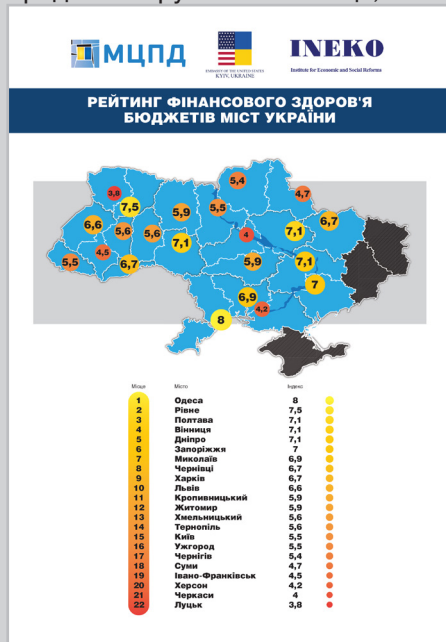 МЦПД
EMBASSY OF THE UNITED STATES
KYIV, UKRAINE
INEKO
Institute for Economic and Social Reforms
РЕЙТИНГ ФІНАНСОВОГО ЗДОРОВ'Я
БЮДЖЕТІВ МІСТ УКРАЇНИ
3,8
5,4
4,7
7,5
5,5
6,6
5,9
6,7
5,6
5,6
4
7,1
4,5
7,1
5,5
6,7
5,9
7,1
7
6,9
4,2
8
Місце Місто Індекс
1 Одеса 8
2 Рівне 7,5
3 Полтава 7,1
4 Вінниця 7,1
5 Дніпро 7,1
6 Запоріжжя 7
7 Миколаїв 6,9
8 Чернівці 6,7
9 Харків 6,7
10 Львів 6,6
11 Кропивницький 5,9
12 Житомир 5,9
13 Хмельницький 5,6
14 Тернопіль 5,6
15 Київ 5,5
16 Ужгород 5,5
17 Чернігів 5,4
18 Суми 4,7
19 Івано-Франківськ 4,5
20 Херсон 4,2
21 Черкаси 4
22 Луцьк 3,8